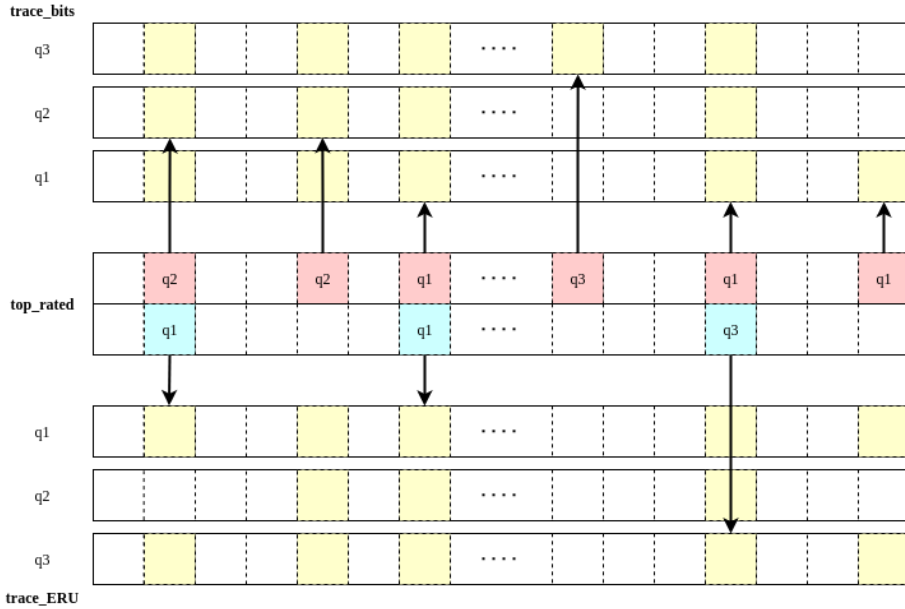 trace_bits
q3 ....
q2
q1 ....
q2 q2 q1 .... q3 q1 q1
top_rated
q1 q1 .... q3
q1 ....
q2 ....
q3 ....
trace_ERU